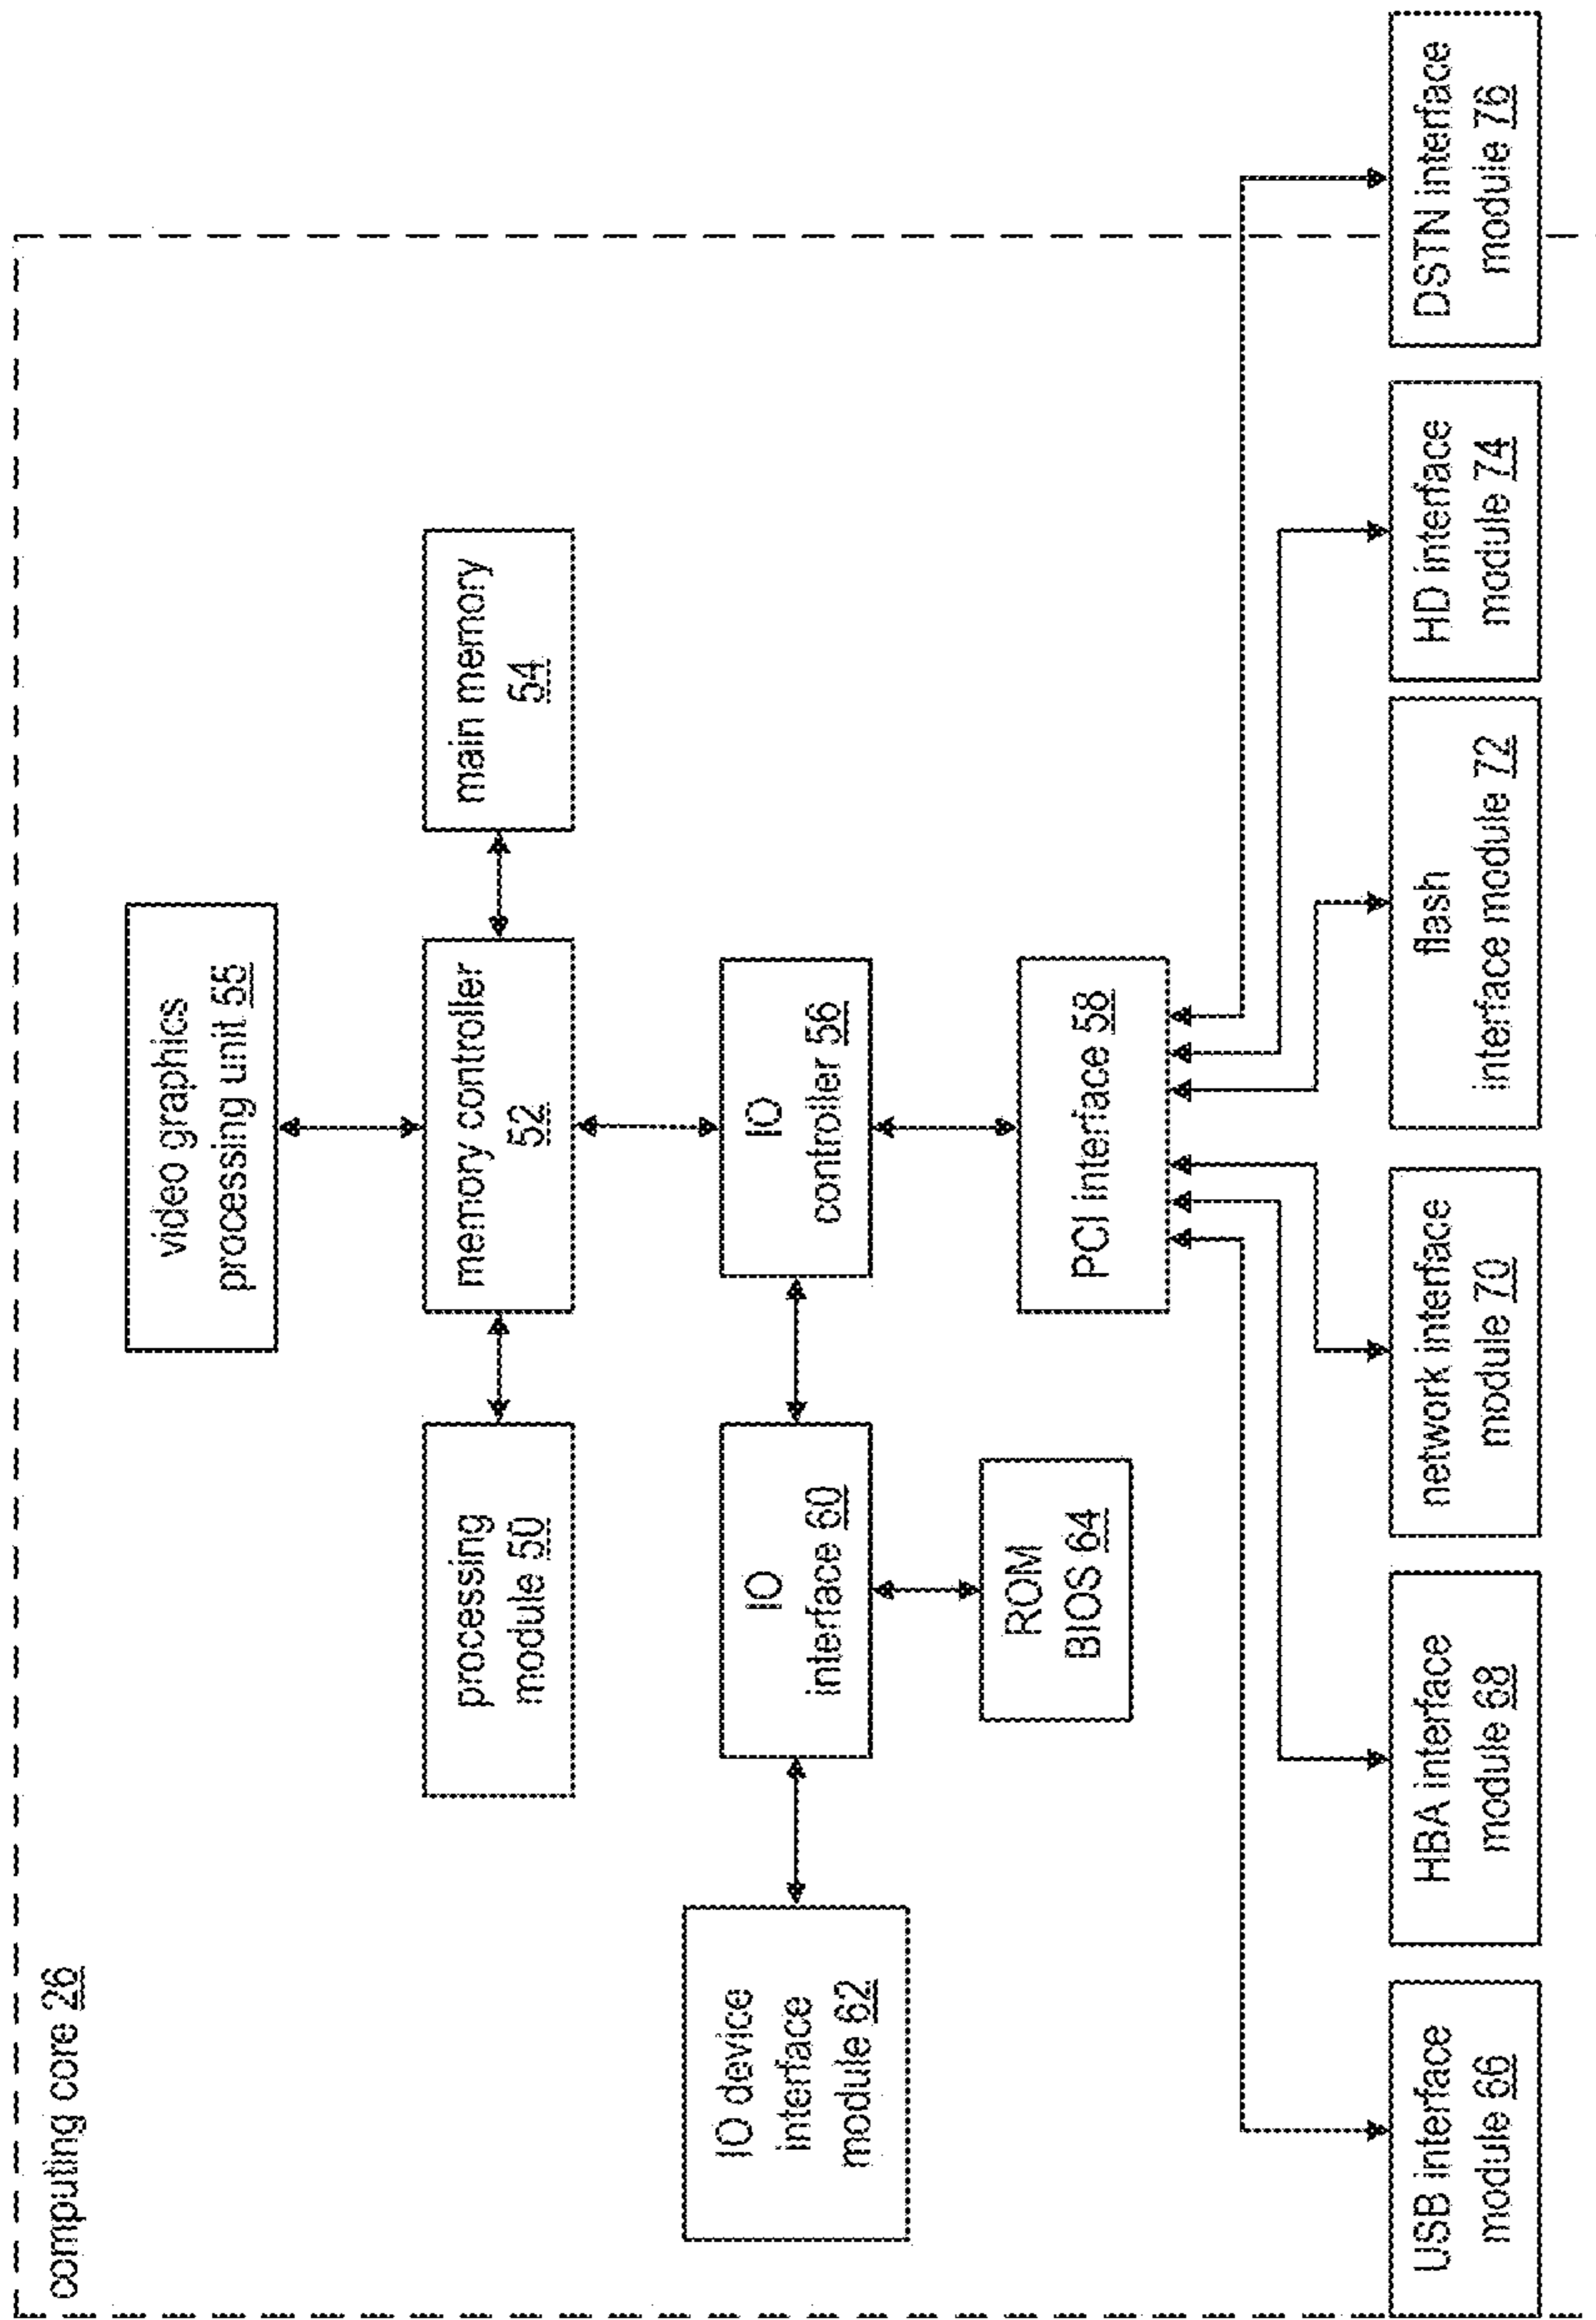 computing core 26
video graphics
processing unit 55
processing
module 50
memory controller
52
main memory
54
IO device
interface
module 62
IO
interface 60
IO
controller 56
ROM
BIOS 64
PCI interface 58
USB interface
module 66
HBA interface
module 68
network interface
module 70
flash
interface module 72
HD interface
module 74
DSTN interface
module 76